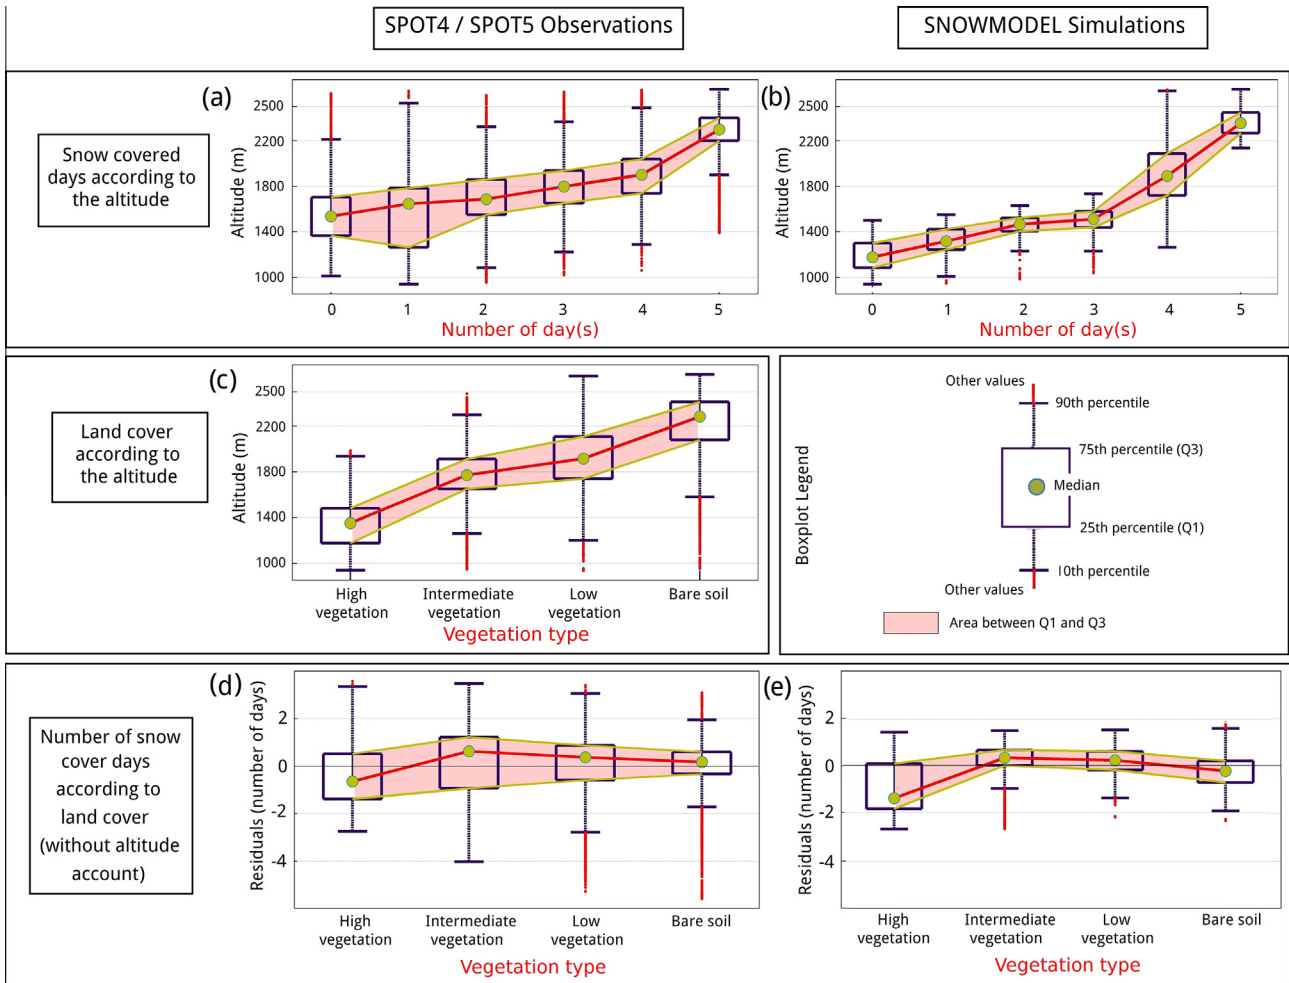 SPOT4 / SPOT5 Observations
SNOWMODEL Simulations
Snow covered
days according to
the altitude
(a)
Altitude (m)
2500
2200
1800
1400
1000
0 1 2 3 4 5
Number of day(s)
(b)
Altitude (m)
2500
2200
1800
1400
1000
0 1 2 3 4 5
Number of day(s)
Land cover
according to
the altitude
(c)
Altitude (m)
2500
2200
1800
1400
1000
High Intermediate Low Bare soil
vegetation vegetation vegetation
Vegetation type
Boxplot Legend
Other values
90th percentile
75th percentile (Q3)
Median
25th percentile (Q1)
10th percentile
Other values
Area between Q1 and Q3
Number of snow
cover days
according to
land cover
(without altitude
account)
(d)
Residuals (number of days)
2
0
-2
-4
High Intermediate Low Bare soil
vegetation vegetation vegetation
Vegetation type
(e)
Residuals (number of days)
2
0
-2
-4
High Intermediate Low Bare soil
vegetation vegetation vegetation
Vegetation type